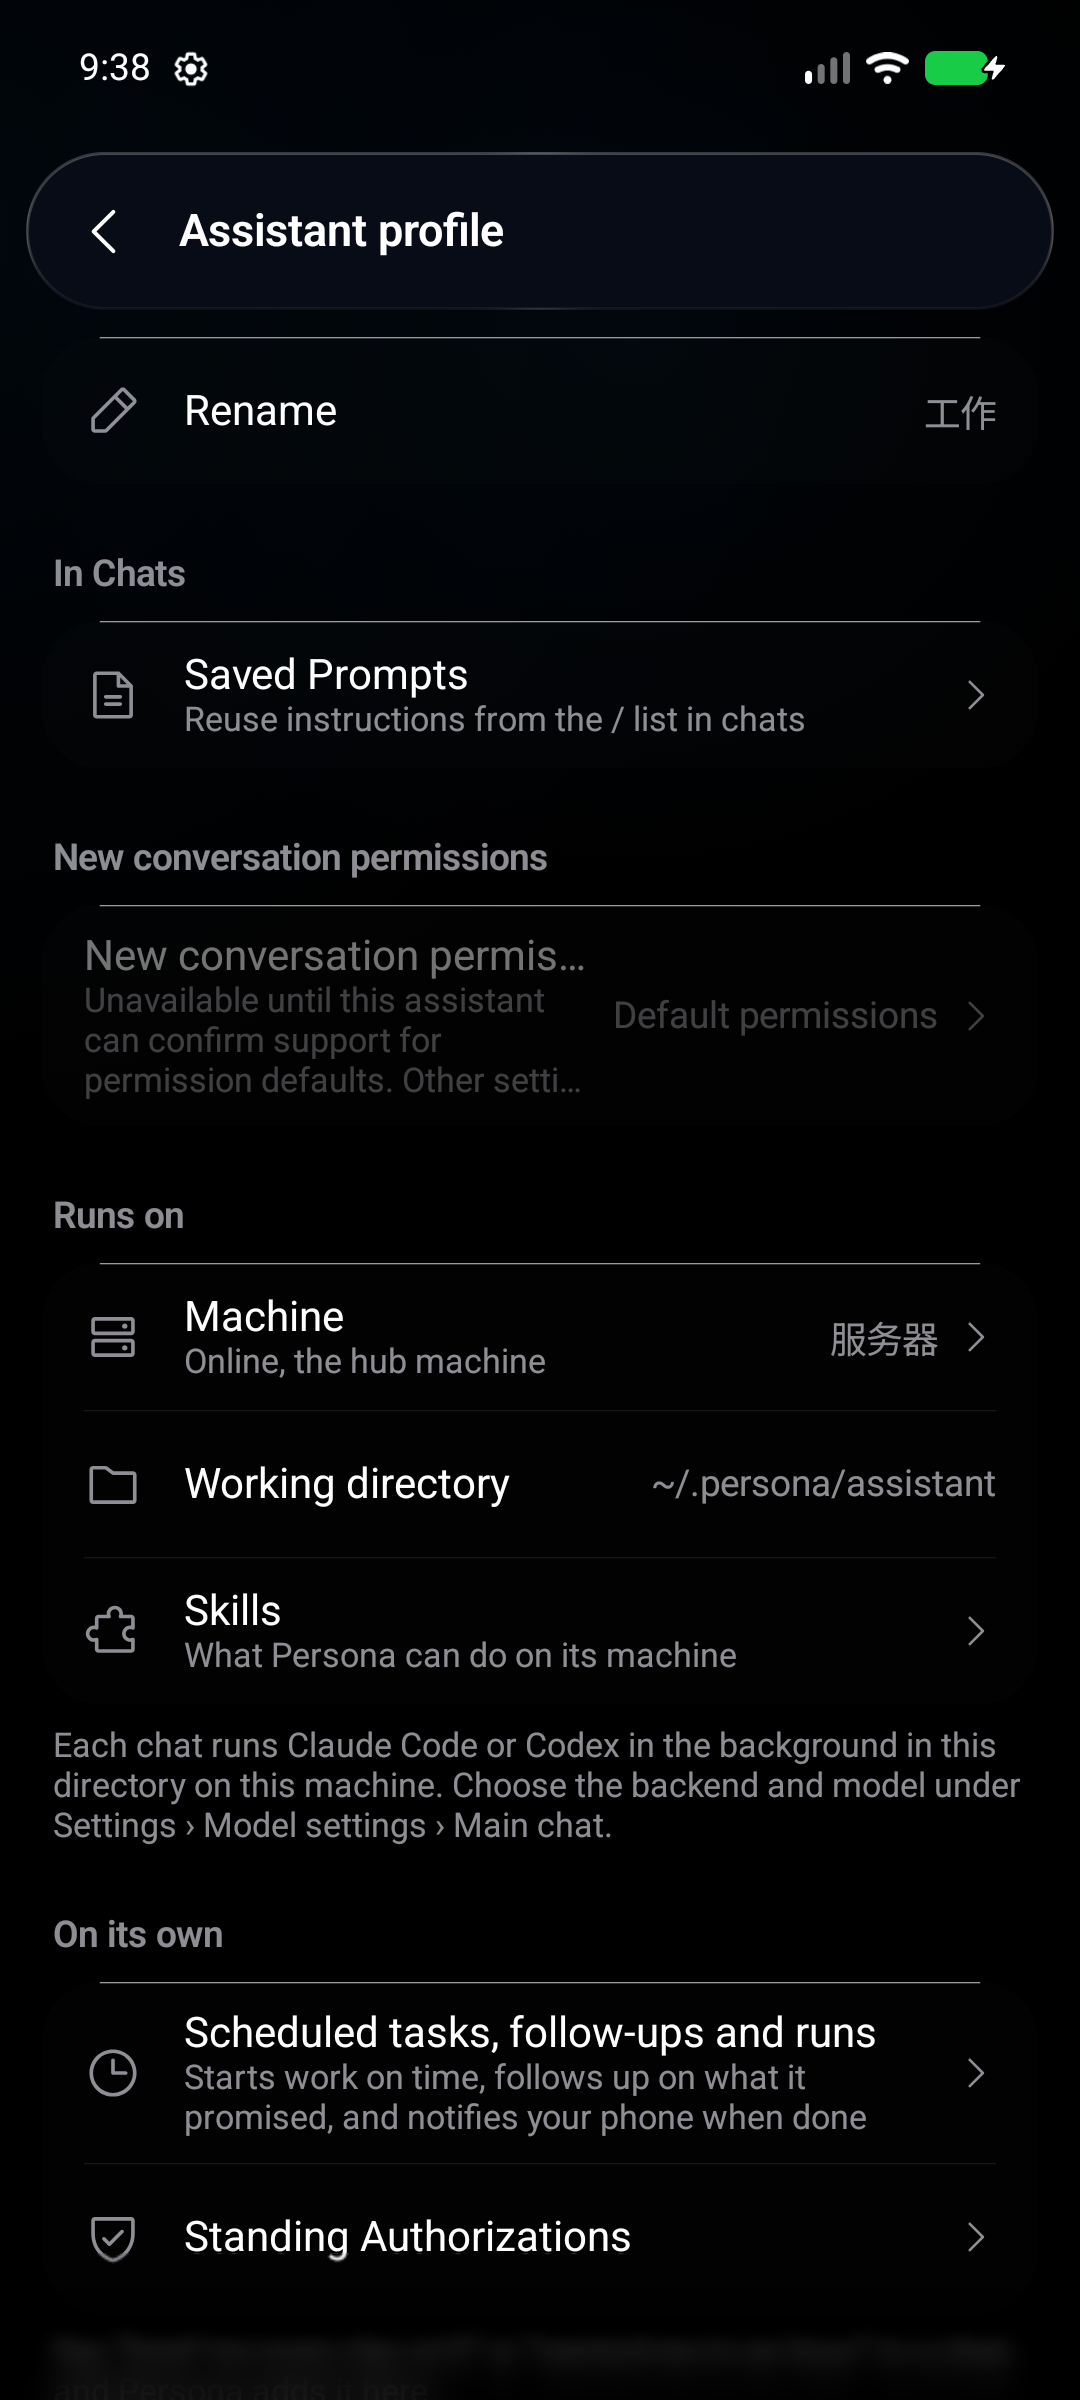 9:38
Assistant profile
Rename
工作
In Chats
Saved Prompts
Reuse instructions from the / list in chats
New conversation permissions
New conversation permis...
Unavailable until this assistant
can confirm support for
permission defaults. Other setti...
Default permissions
Runs on
Machine
Online, the hub machine
服务器
Working directory
~/.persona/assistant
Skills
What Persona can do on its machine
Each chat runs Claude Code or Codex in the background in this
directory on this machine. Choose the backend and model under
Settings › Model settings › Main chat.
On its own
Scheduled tasks, follow-ups and runs
Starts work on time, follows up on what it
promised, and notifies your phone when done
Standing Authorizations
and Persona adds it here